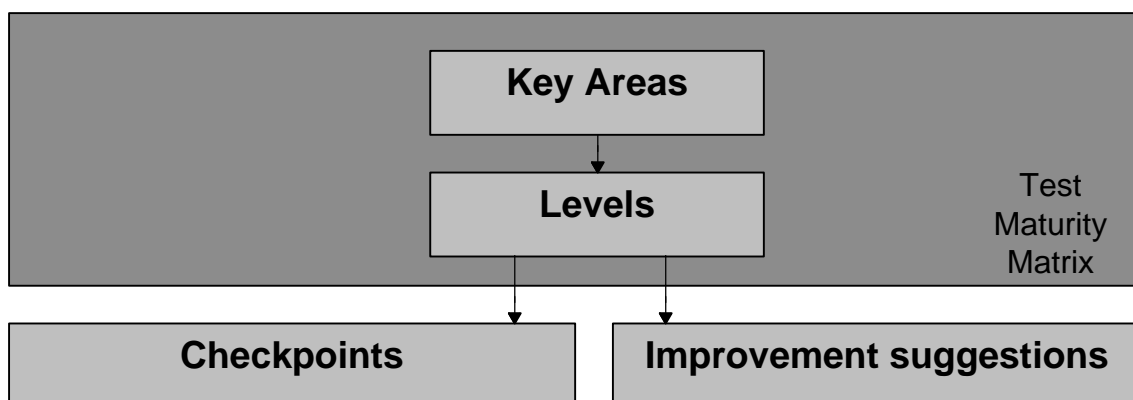 Key Areas
Levels
Test
Maturity
Matrix
Checkpoints
Improvement suggestions